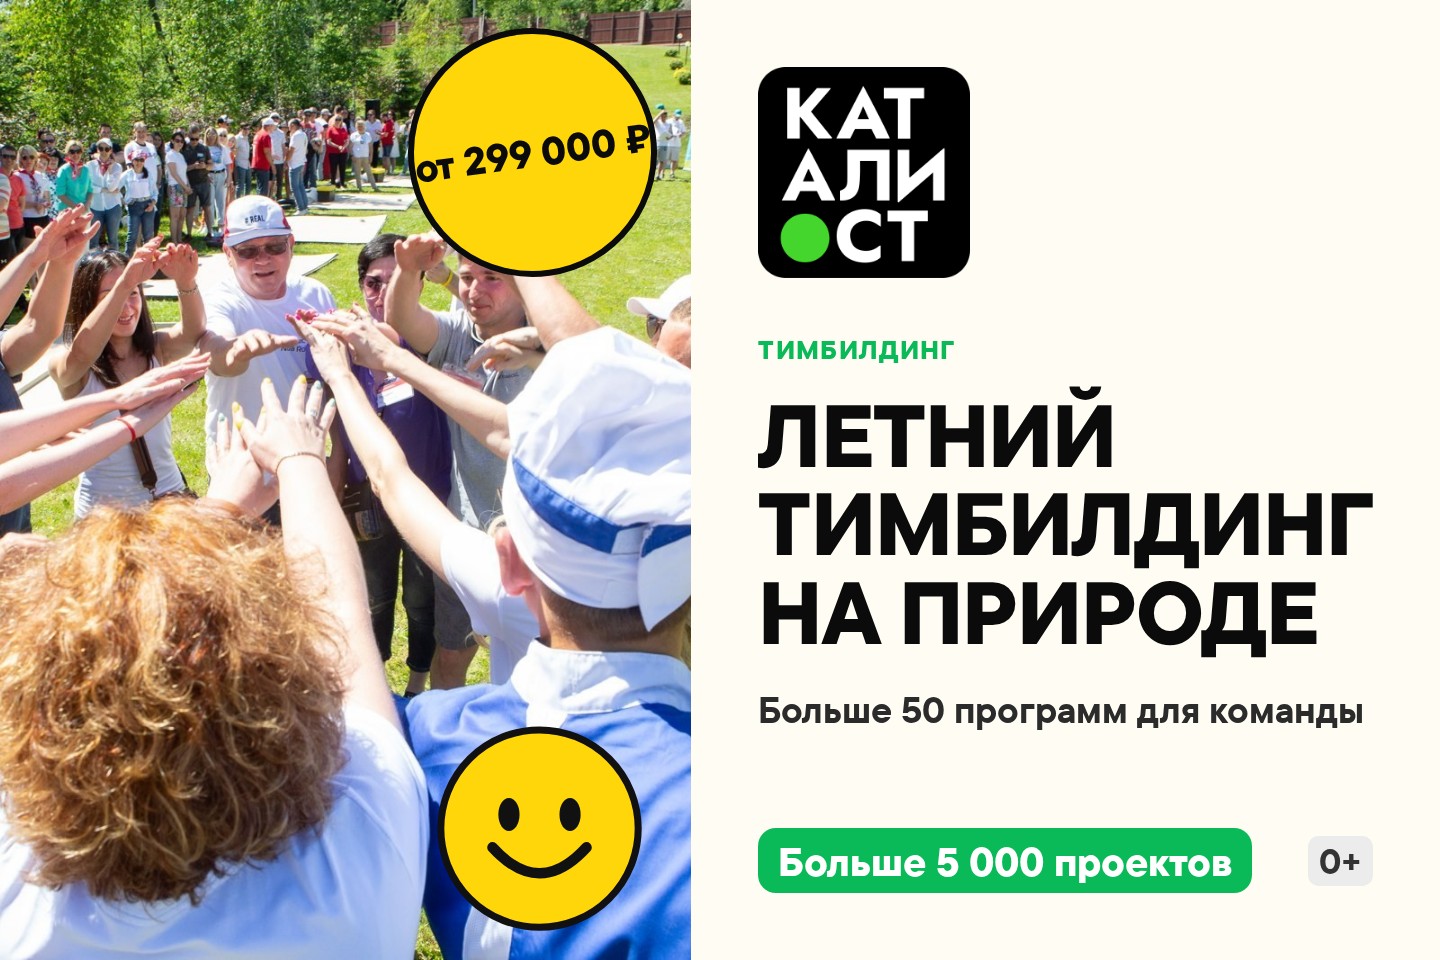 от 299 000 ₽
# REAL
КАТ
АЛИ
СТ
ТИМБИЛДИНГ
ЛЕТНИЙ
ТИМБИЛДИНГ
НА ПРИРОДЕ
Больше 50 программ для команды
Больше 5 000 проектов
0+